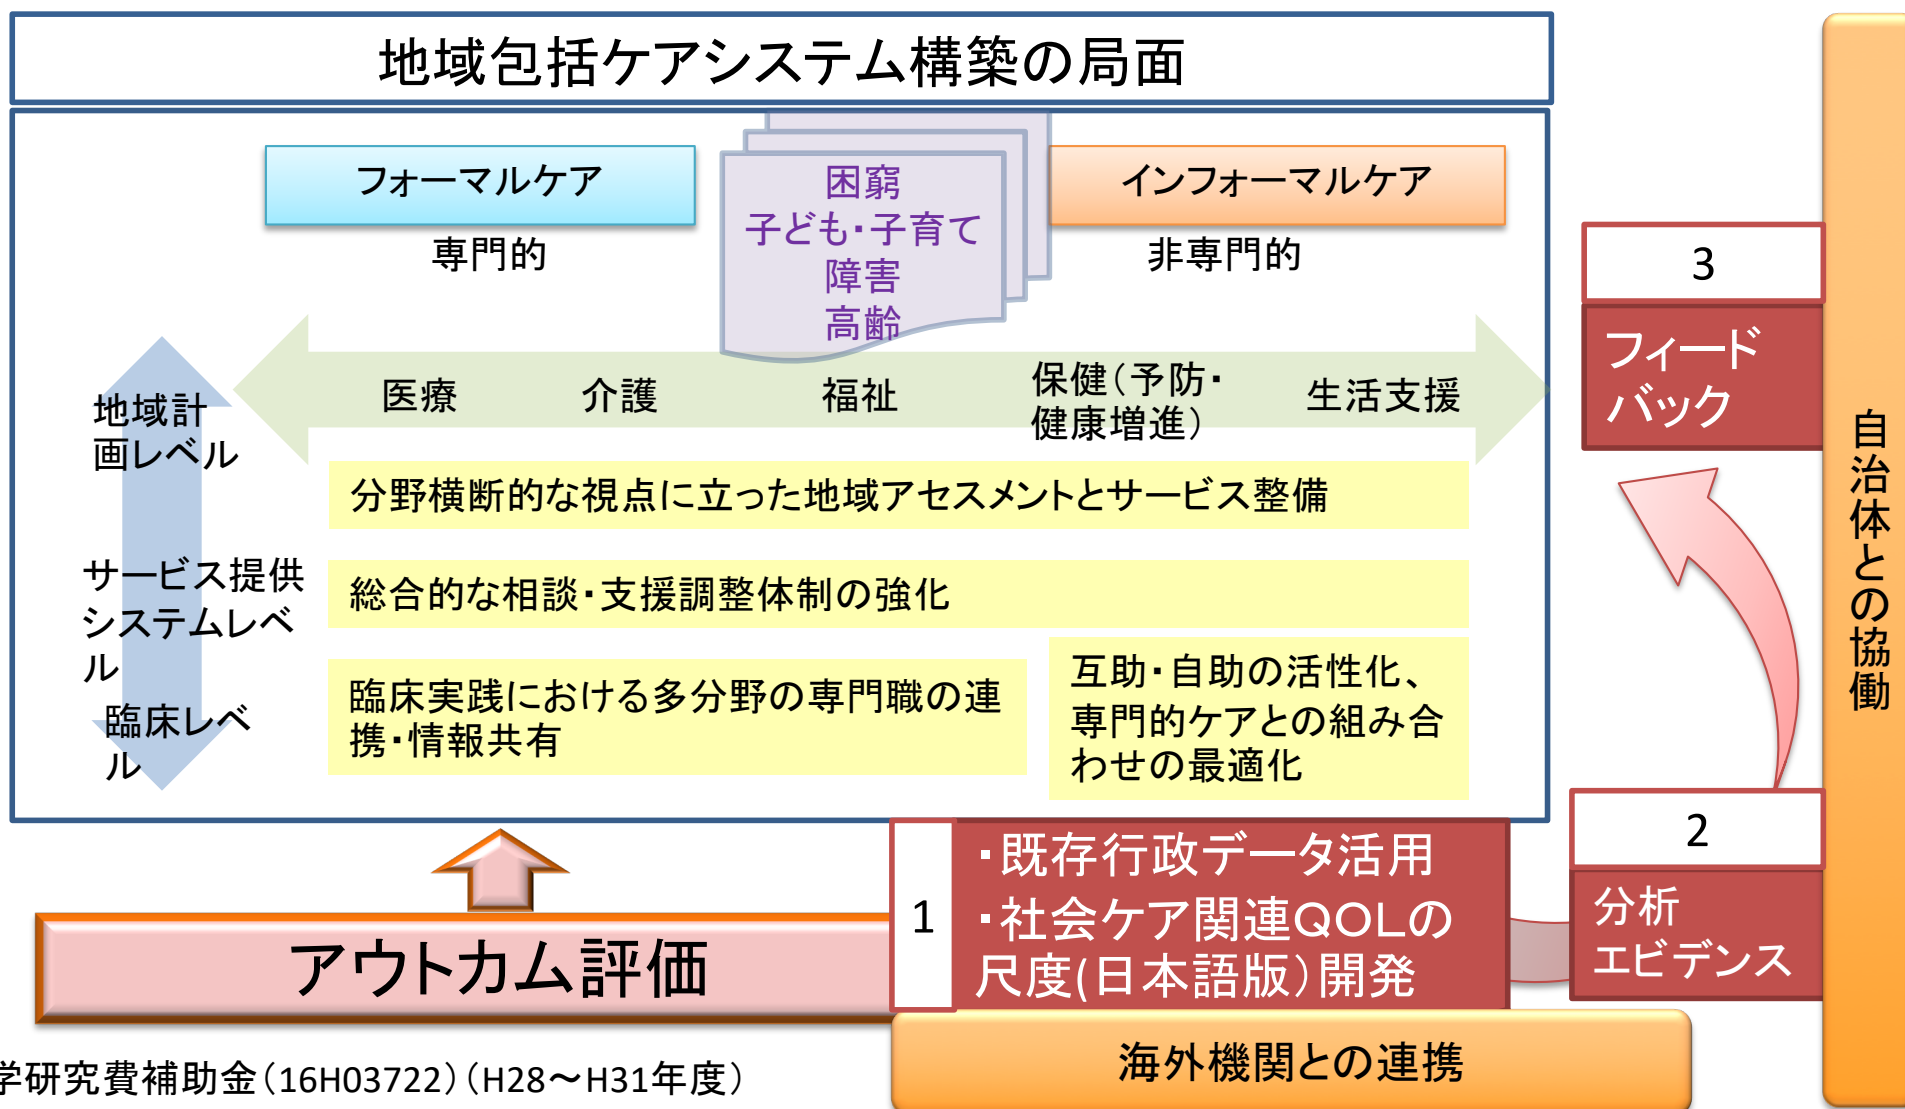 地域包括ケアシステム構築の局面
フォーマルケア
専門的
困窮
子ども・子育て
障害
高齢
インフォーマルケア
非専門的
医療
介護
福祉
保健(予防・
健康増進)
生活支援
地域計
画レベル
サービス提供
システムレベ
ル
臨床レベ
ル
分野横断的な視点に立った地域アセスメントとサービス整備
総合的な相談・支援調整体制の強化
臨床実践における多分野の専門職の連
携・情報共有
互助・自助の活性化、
専門的ケアとの組み合
わせの最適化
3
フィード
バック
自治体との協働
2
分析
エビデンス
1
・既存行政データ活用
・社会ケア関連QOLの
尺度(日本語版)開発
アウトカム評価
海外機関との連携
学研究費補助金(16H03722)(H28～H31年度)